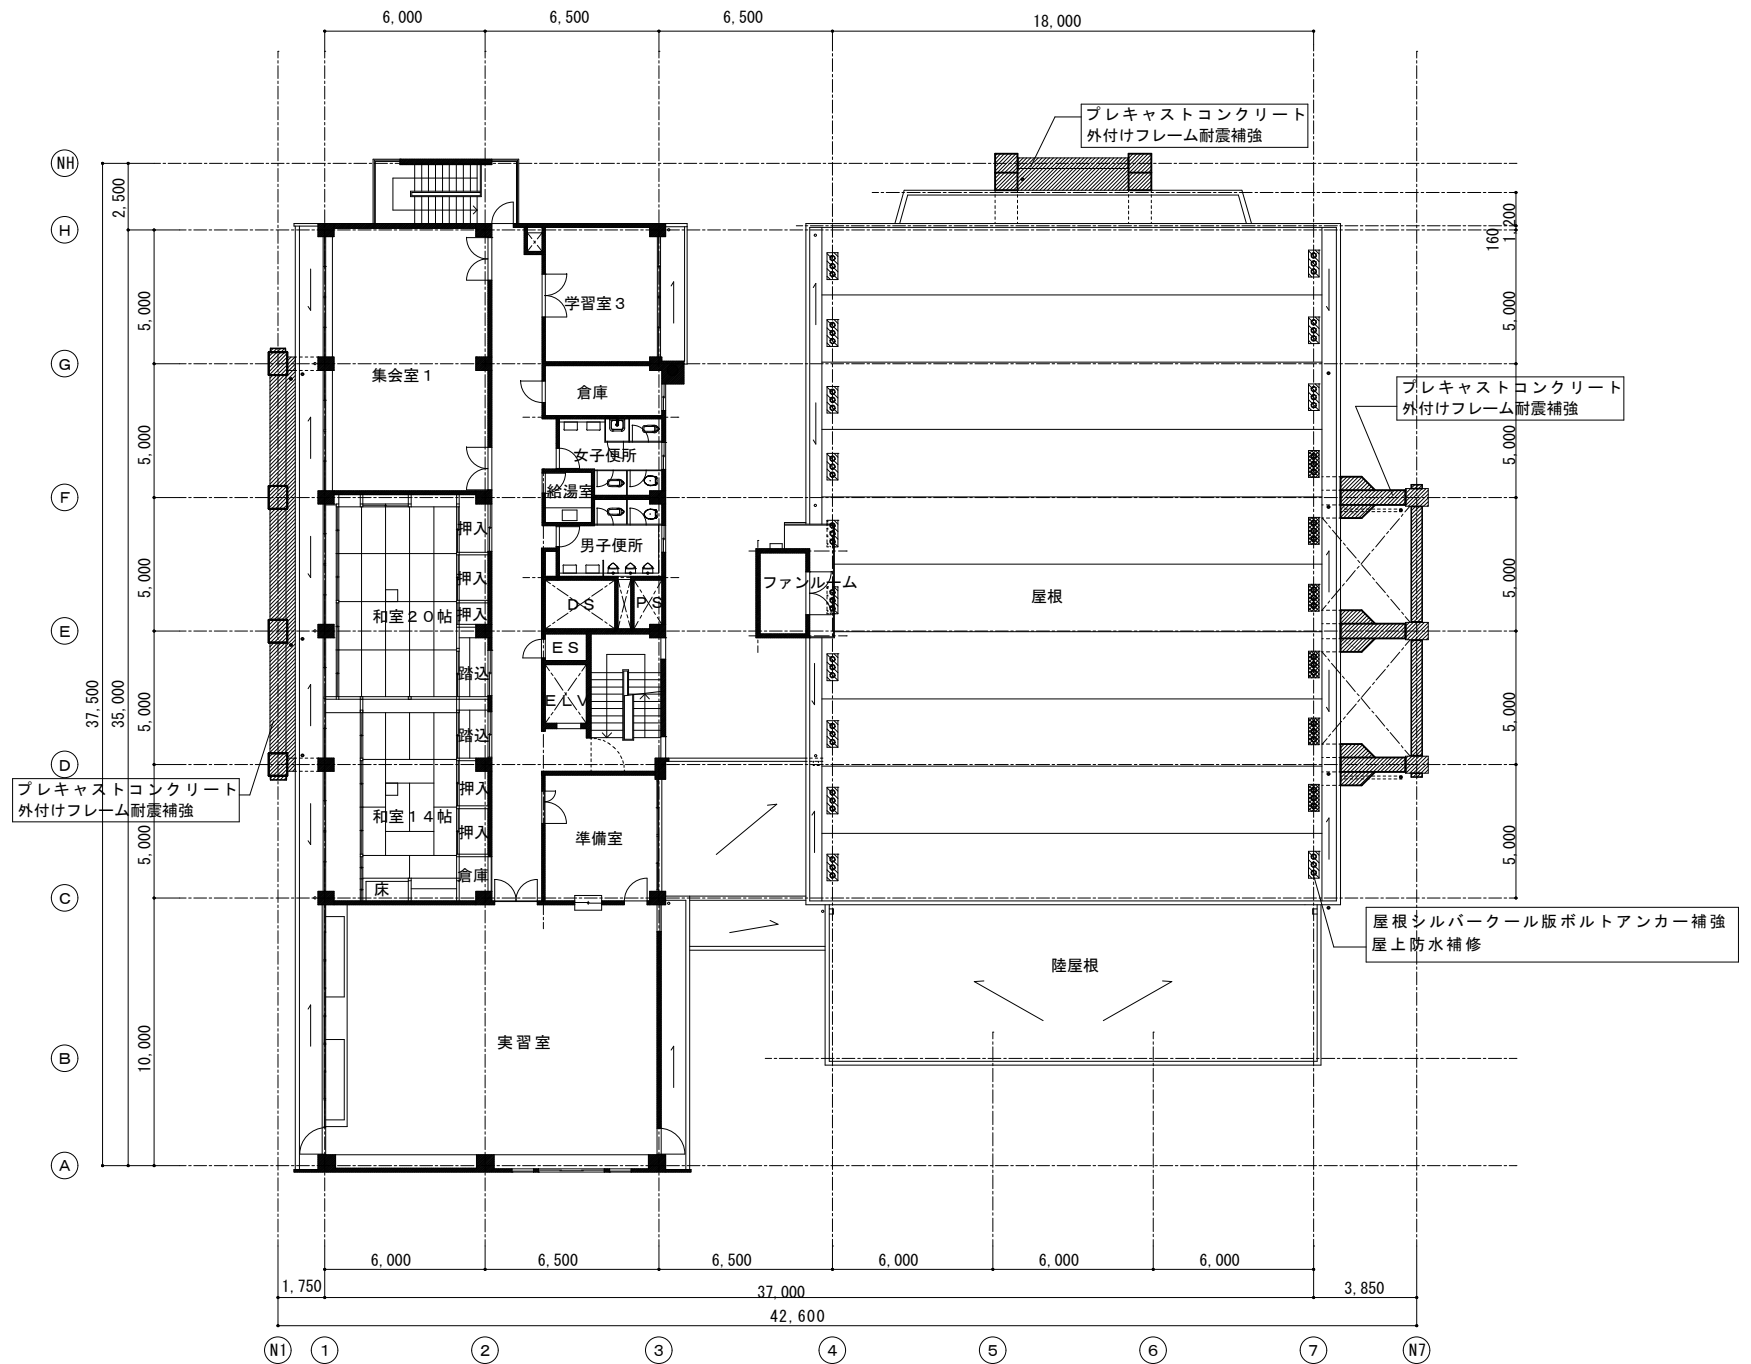 6,000
6,500
6,500
18,000
プレキャストコンクリート
外付けフレーム耐震補強
NH
2,500
1,200
160
H
5,000
学習室3
5,000
G
集会室1
倉庫
プレキャストコンクリート
外付けフレーム耐震補強
5,000
女子便所
5,000
給湯室
F
押入
男子便所
5,000
押入
ファンルーム
屋根
5,000
DS
PS
押入
和室20帖
E
ES
踏込
37,500
35,000
5,000
ELV
5,000
踏込
D
押入
プレキャストコンクリート
外付けフレーム耐震補強
和室14帖
押入
準備室
5,000
5,000
倉庫
床
C
屋根シルバークール版ボルトアンカー補強
屋上防水補修
陸屋根
実習室
10,000
B
A
6,000
6,500
6,500
6,000
6,000
6,000
1,750
37,000
3,850
42,600
N1
1
2
3
4
5
6
7
N7